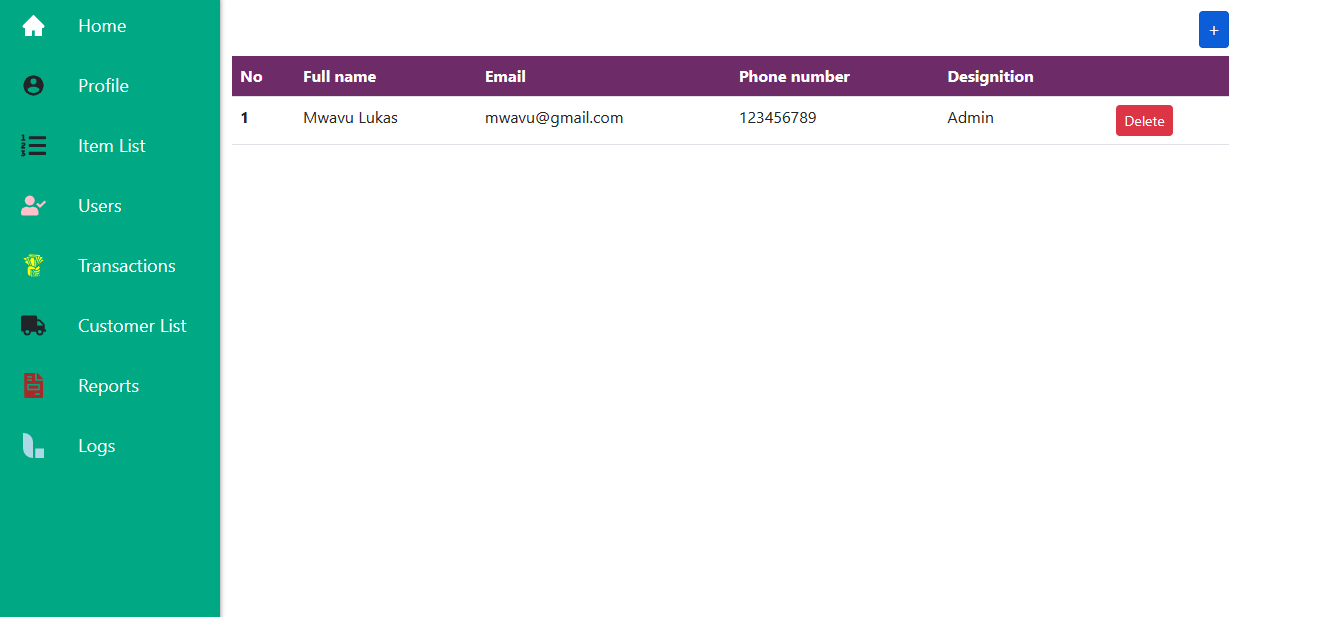 Home
Profile
Item List
Users
Transactions
Customer List
Reports
Logs
+
No Full name Email Phone number Designition
1 Mwavu Lukas mwavu@gmail.com 123456789 Admin Delete